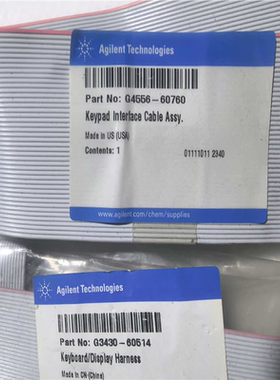 Agilent Technologies
Part No: G4556-60760
Keypad Interface Cable Assy.
Made in US (USA)
Contents: 1
01111011 2340
www.agilent.com/chem/supplies
Agilent Technologies
Part No: G3430-60514
Keyboard/Display Harness
Made in CN-(China)